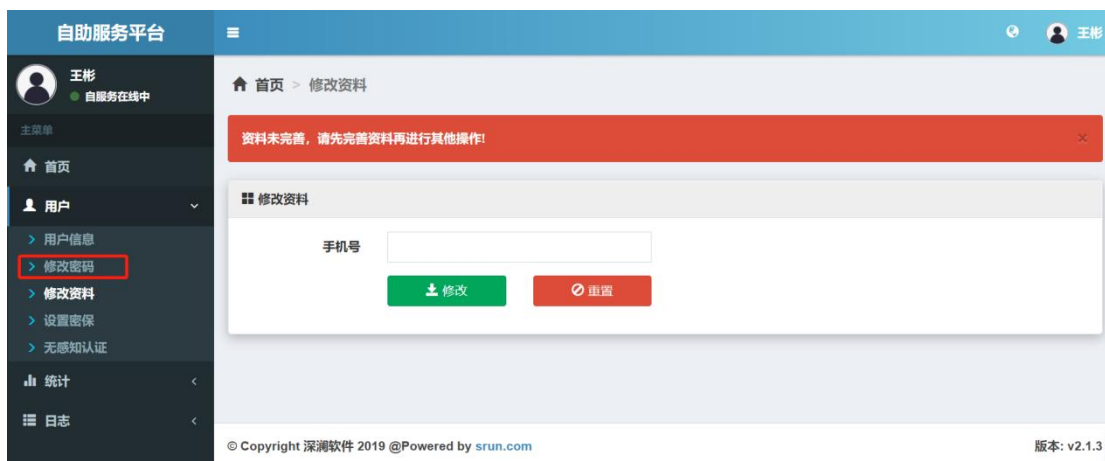 自助服务平台
王彬
王彬
自服务在线中
首页 > 修改资料
主菜单
资料未完善，请先完善资料再进行其他操作!
×
首页
用户
修改资料
> 用户信息
> 修改密码
> 修改资料
> 设置密保
> 无感知认证
手机号
修改
重置
统计
日志
© Copyright 深澜软件 2019 @Powered by srun.com
版本: v2.1.3